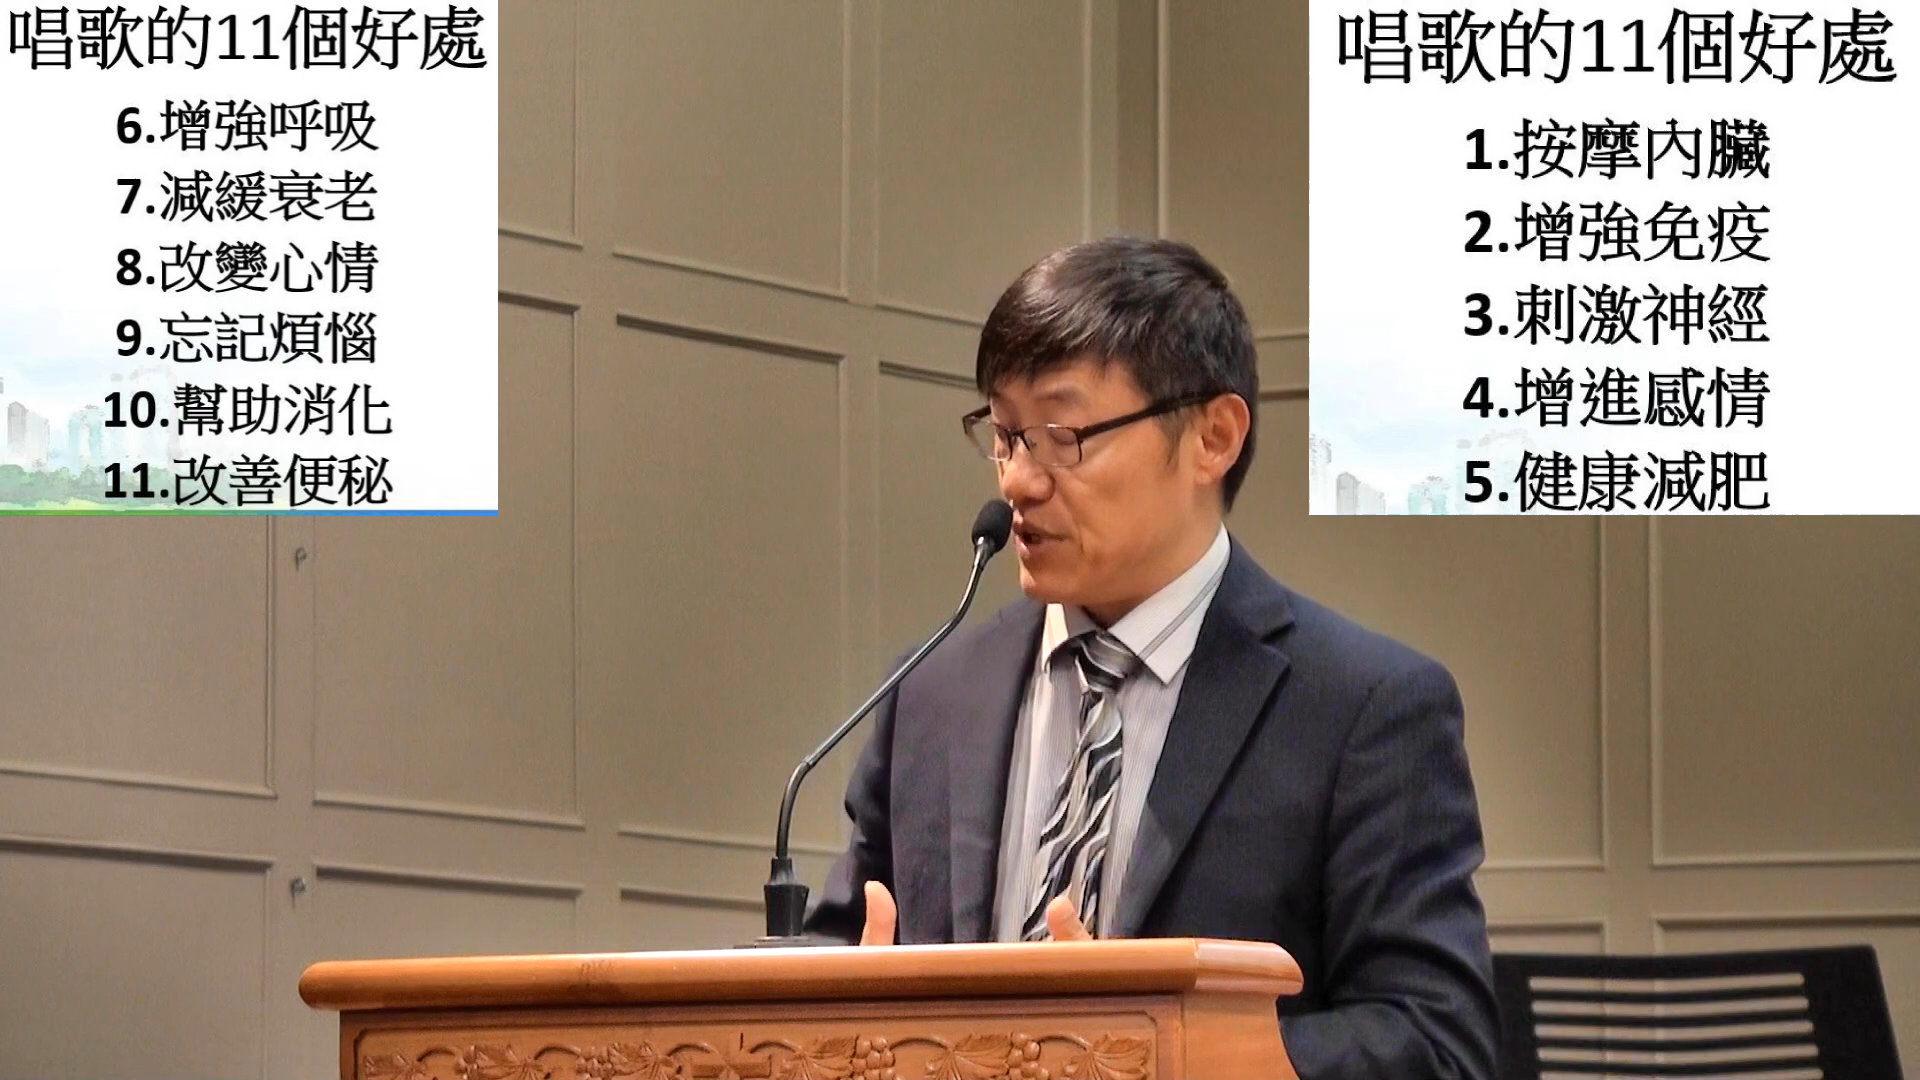 唱歌的11個好處
6.增強呼吸
7.減緩衰老
8.改變心情
9.忘記煩惱
10.幫助消化
11.改善便秘
唱歌的11個好處
1.按摩內臟
2.增強免疫
3.刺激神經
4.增進感情
5.健康減肥